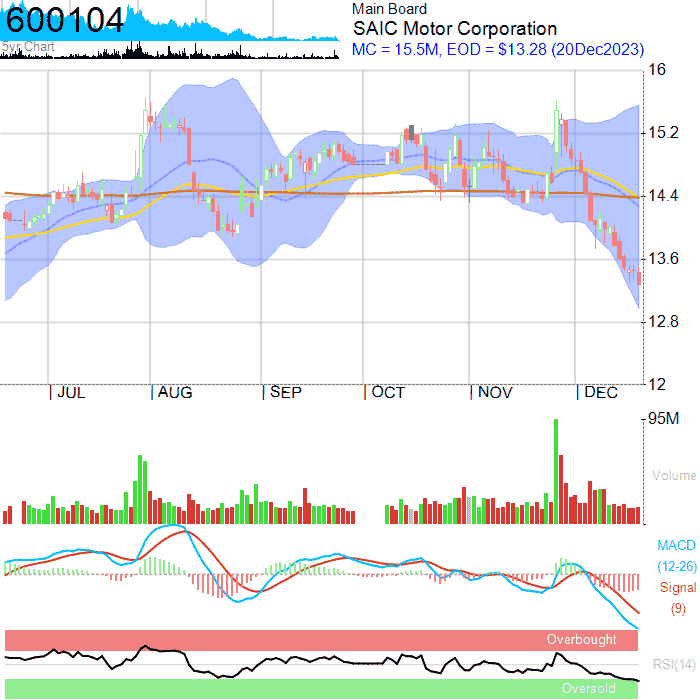 600104
5yr Chart
Main Board
SAIC Motor Corporation
MC = 15.5M, EOD = $13.28 (20Dec2023)
16
15.2
14.4
13.6
12.8
12
JUL
AUG
SEP
OCT
NOV
DEC
95M
Volume
MACD
(12-26)
Signal
(9)
Overbought
RSI(14)
Oversold